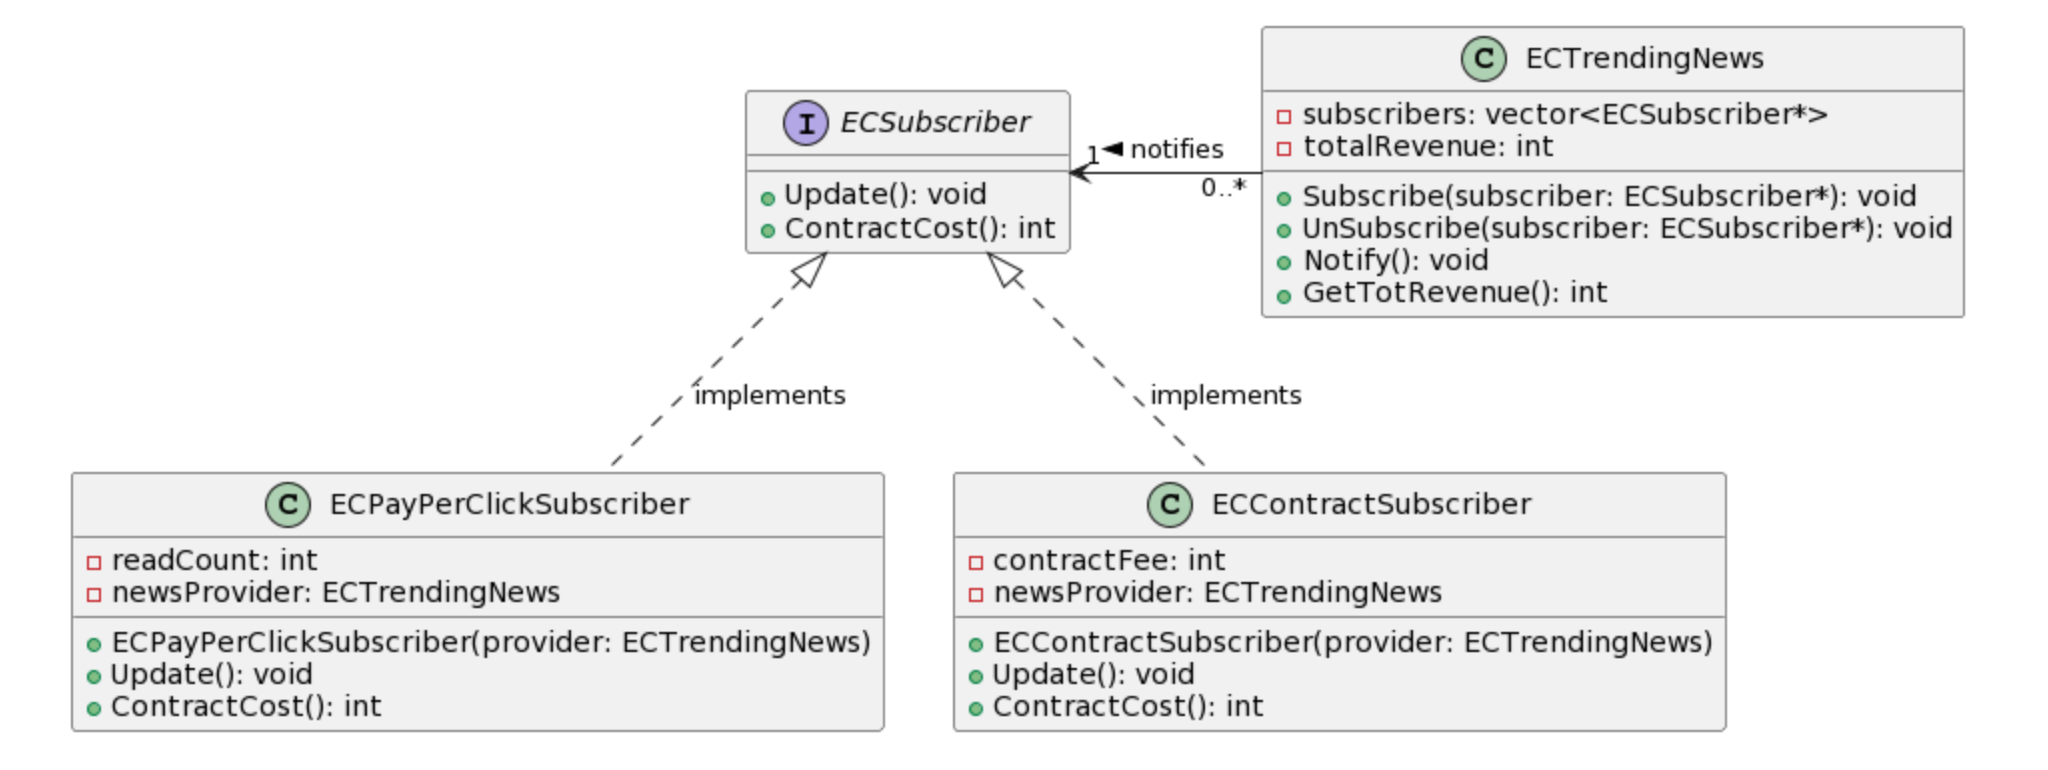 I ECSubscriber
Update(): void
ContractCost(): int
1
◄ notifies
0..*
C ECTrendingNews
subscribers: vector<ECSubscriber*>
totalRevenue: int
Subscribe(subscriber: ECSubscriber*): void
UnSubscribe(subscriber: ECSubscriber*): void
Notify(): void
GetTotRevenue(): int
implements
implements
C ECPayPerClickSubscriber
readCount: int
newsProvider: ECTrendingNews
ECPayPerClickSubscriber(provider: ECTrendingNews)
Update(): void
ContractCost(): int
C ECContractSubscriber
contractFee: int
newsProvider: ECTrendingNews
ECContractSubscriber(provider: ECTrendingNews)
Update(): void
ContractCost(): int